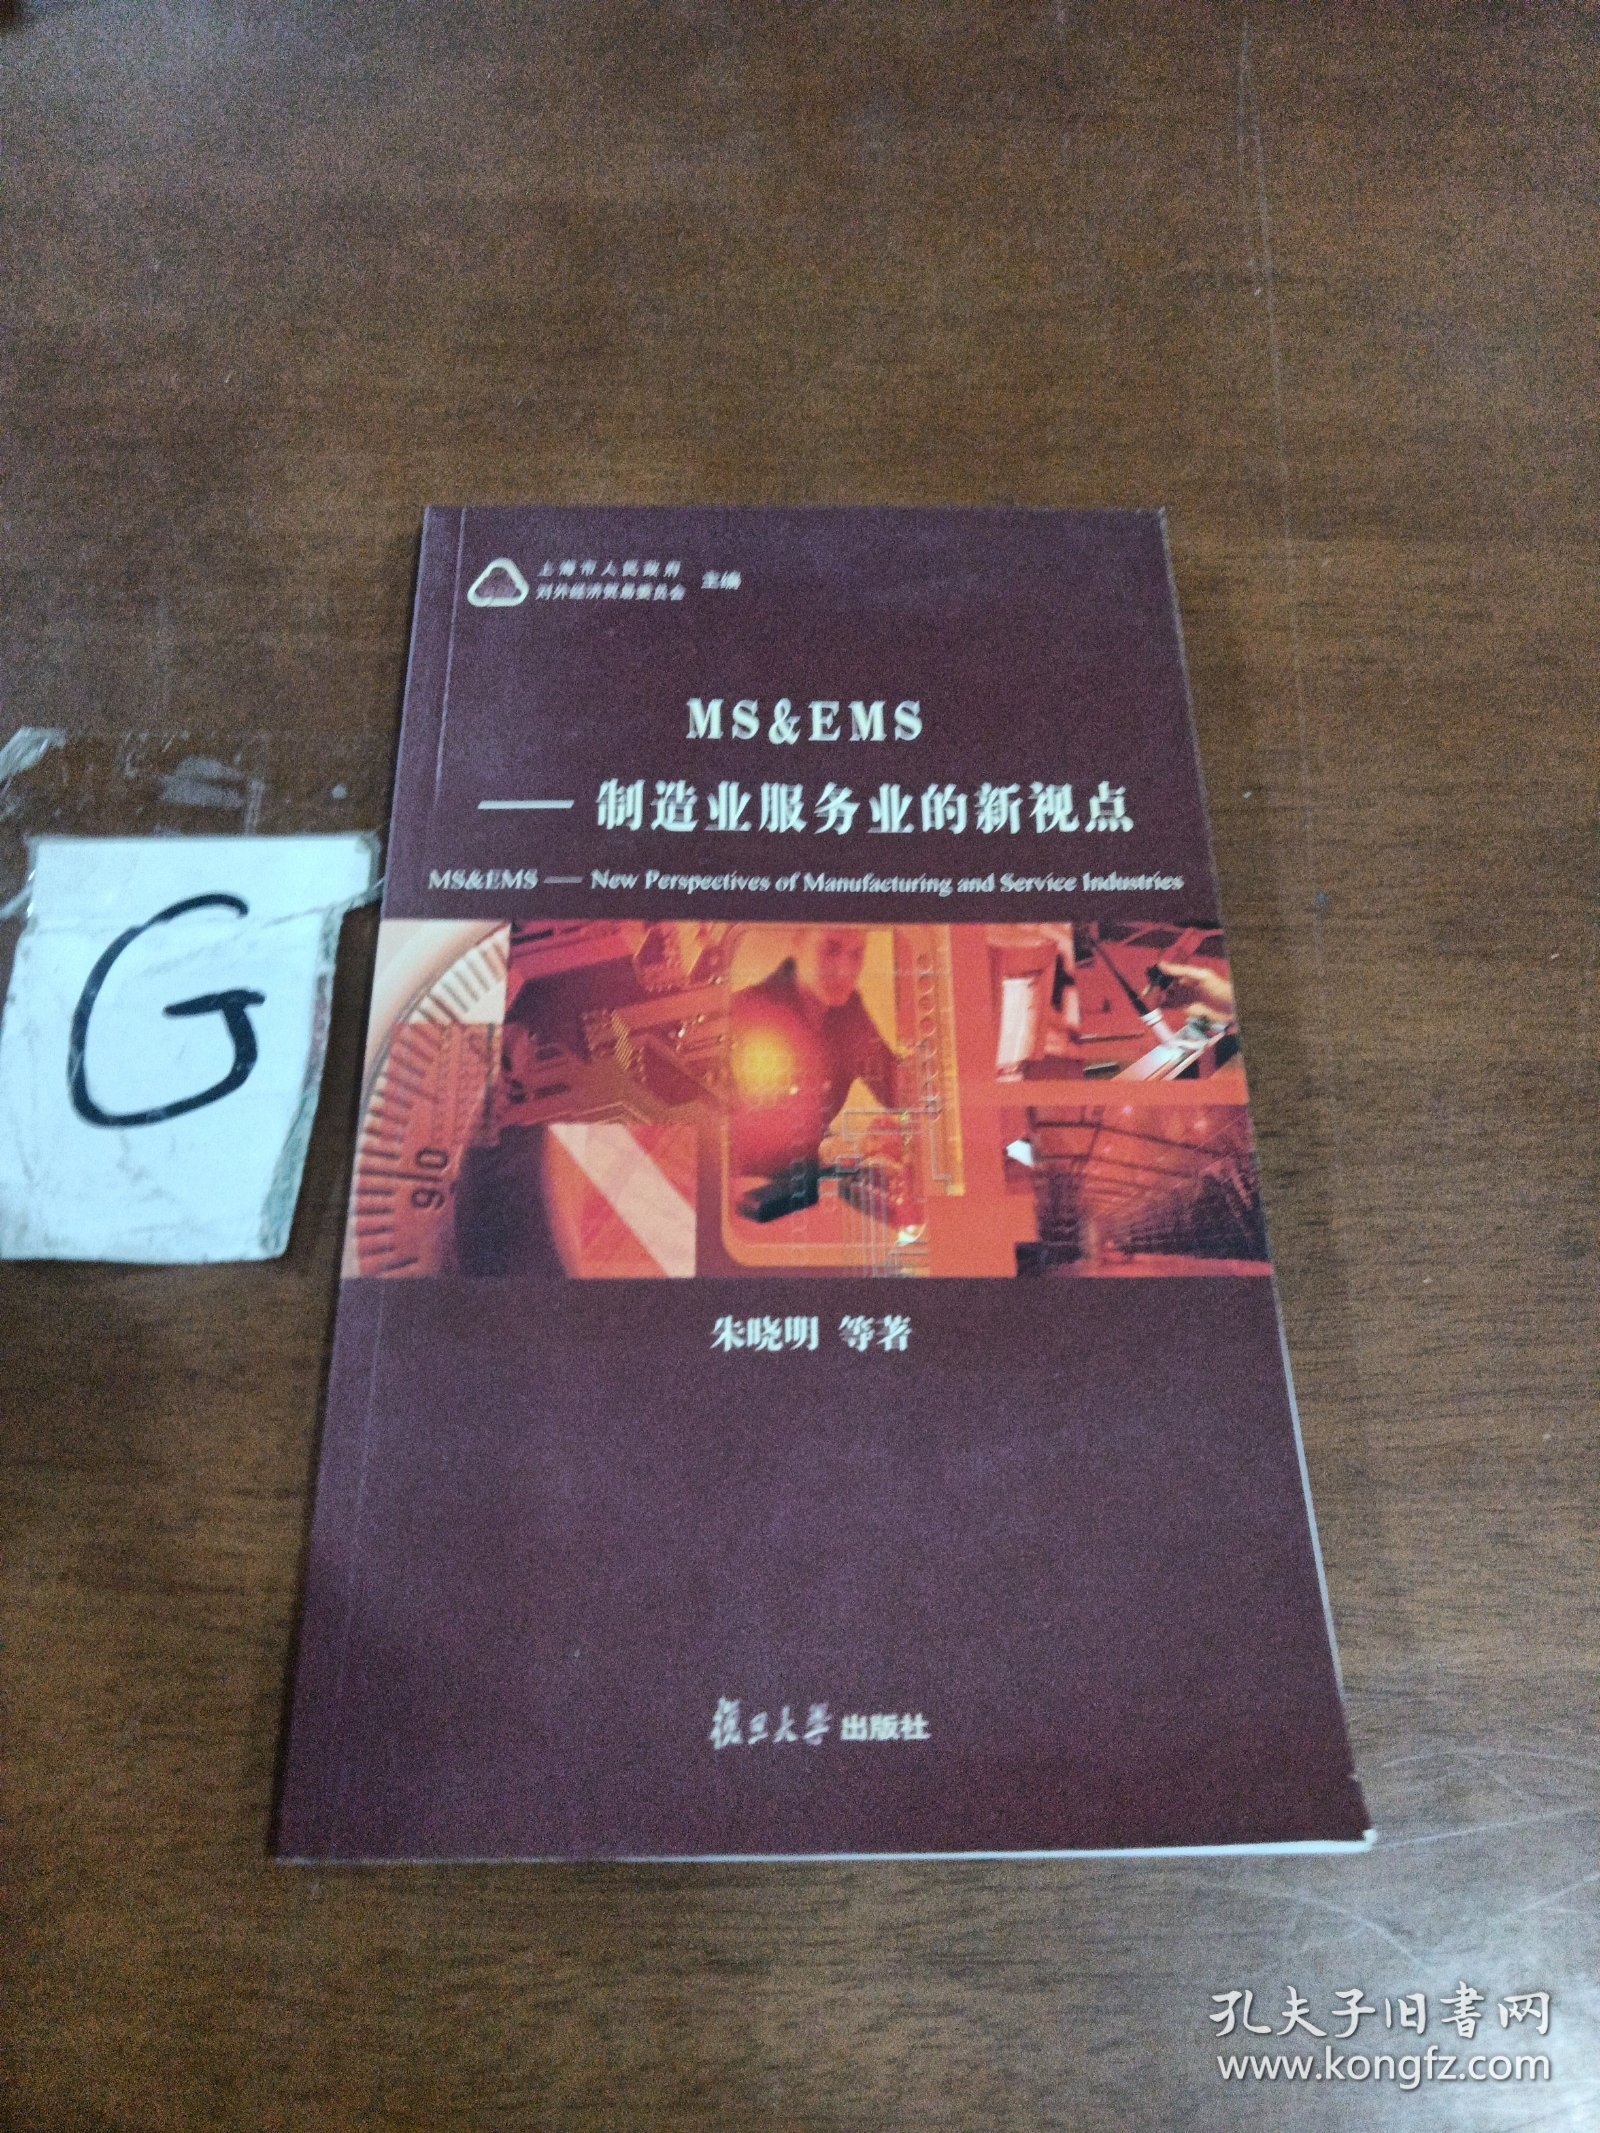 上海市人民政府
对外经济贸易委员会 主编
MS&EMS
——制造业服务业的新视点
MS&EMS — New Perspectives of Manufacturing and Service Industries
G
90
朱晓明 等著
復旦大學出版社
孔夫子旧書网
www.kongfz.com